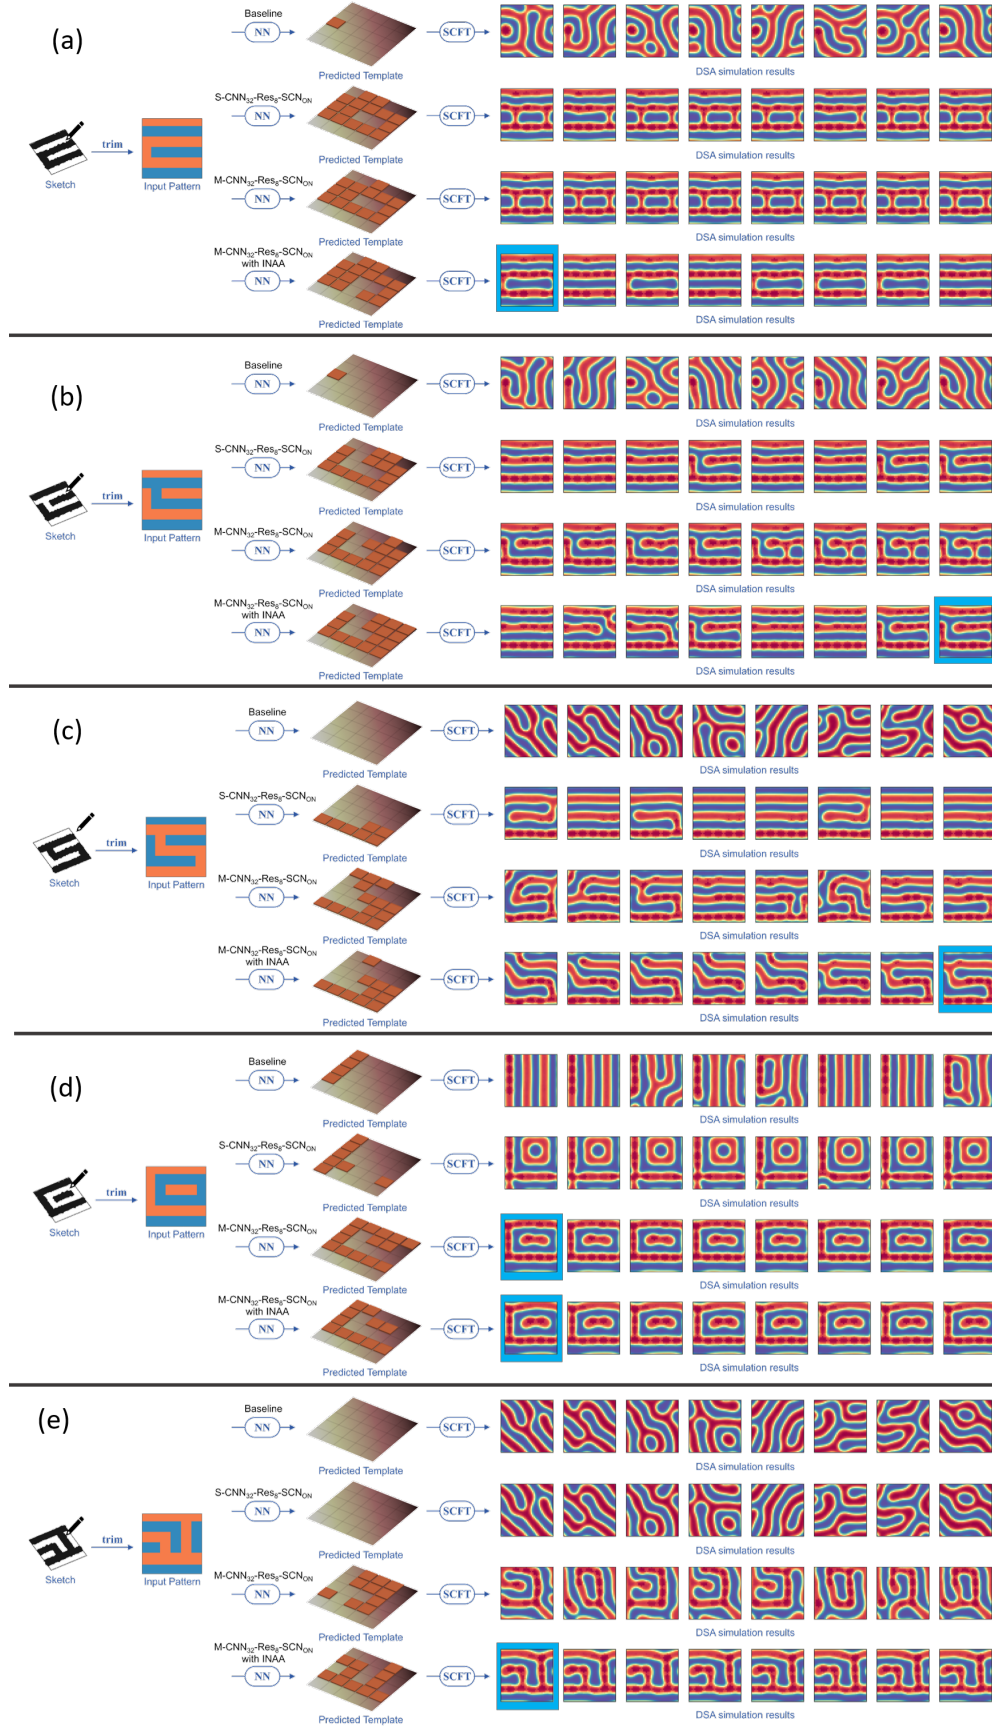 (a)
Baseline
NN
SCFT
Predicted Template
DSA simulation results
S-CNN32-Res8-SCNON
NN
SCFT
Predicted Template
DSA simulation results
trim
Sketch
Input Pattern
M-CNN32-Res8-SCNON
NN
SCFT
Predicted Template
DSA simulation results
M-CNN32-Res8-SCNON
with INAA
NN
SCFT
Predicted Template
DSA simulation results
(b)
Baseline
NN
SCFT
Predicted Template
DSA simulation results
S-CNN32-Res8-SCNON
NN
SCFT
Predicted Template
DSA simulation results
trim
Sketch
Input Pattern
M-CNN32-Res8-SCNON
NN
SCFT
Predicted Template
DSA simulation results
M-CNN32-Res8-SCNON
with INAA
NN
SCFT
Predicted Template
DSA simulation results
(c)
Baseline
NN
SCFT
Predicted Template
DSA simulation results
S-CNN32-Res8-SCNON
NN
SCFT
Predicted Template
DSA simulation results
trim
Sketch
Input Pattern
M-CNN32-Res8-SCNON
NN
SCFT
Predicted Template
DSA simulation results
M-CNN32-Res8-SCNON
with INAA
NN
SCFT
Predicted Template
DSA simulation results
(d)
Baseline
NN
SCFT
Predicted Template
DSA simulation results
S-CNN32-Res8-SCNON
NN
SCFT
Predicted Template
DSA simulation results
trim
Sketch
Input Pattern
M-CNN32-Res8-SCNON
NN
SCFT
Predicted Template
DSA simulation results
M-CNN32-Res8-SCNON
with INAA
NN
SCFT
Predicted Template
DSA simulation results
(e)
Baseline
NN
SCFT
Predicted Template
DSA simulation results
S-CNN32-Res8-SCNON
NN
SCFT
Predicted Template
DSA simulation results
trim
Sketch
Input Pattern
M-CNN32-Res8-SCNON
NN
SCFT
Predicted Template
DSA simulation results
M-CNN32-Res8-SCNON
with INAA
NN
SCFT
Predicted Template
DSA simulation results